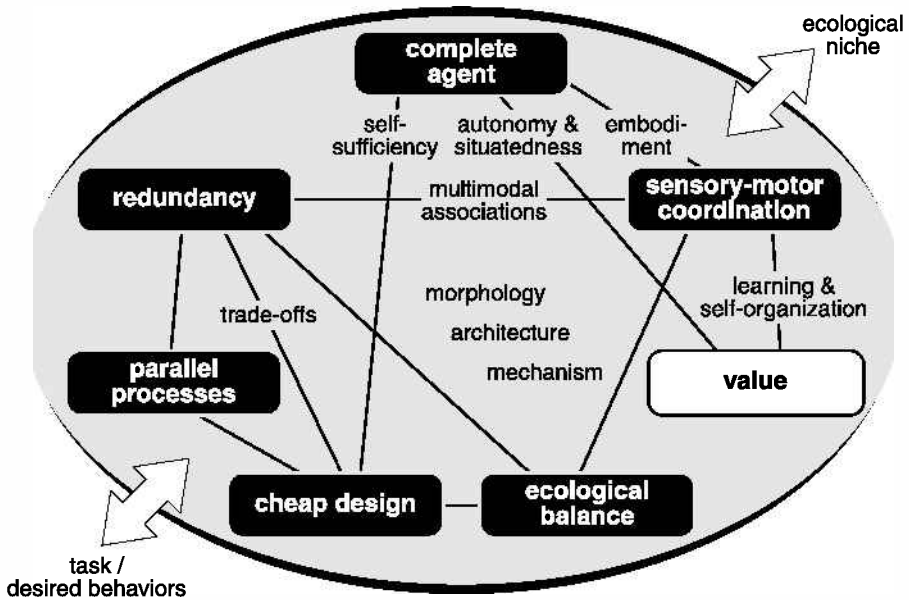 ecological
niche
complete
agent
self-
sufficiency
autonomy &
situatedness
embodi-
ment
redundancy
multimodal
associations
sensory-motor
coordination
morphology
learning &
self-organization
trade-offs
architecture
parallel
processes
mechanism
value
cheap design
ecological
balance
task /
desired behaviors